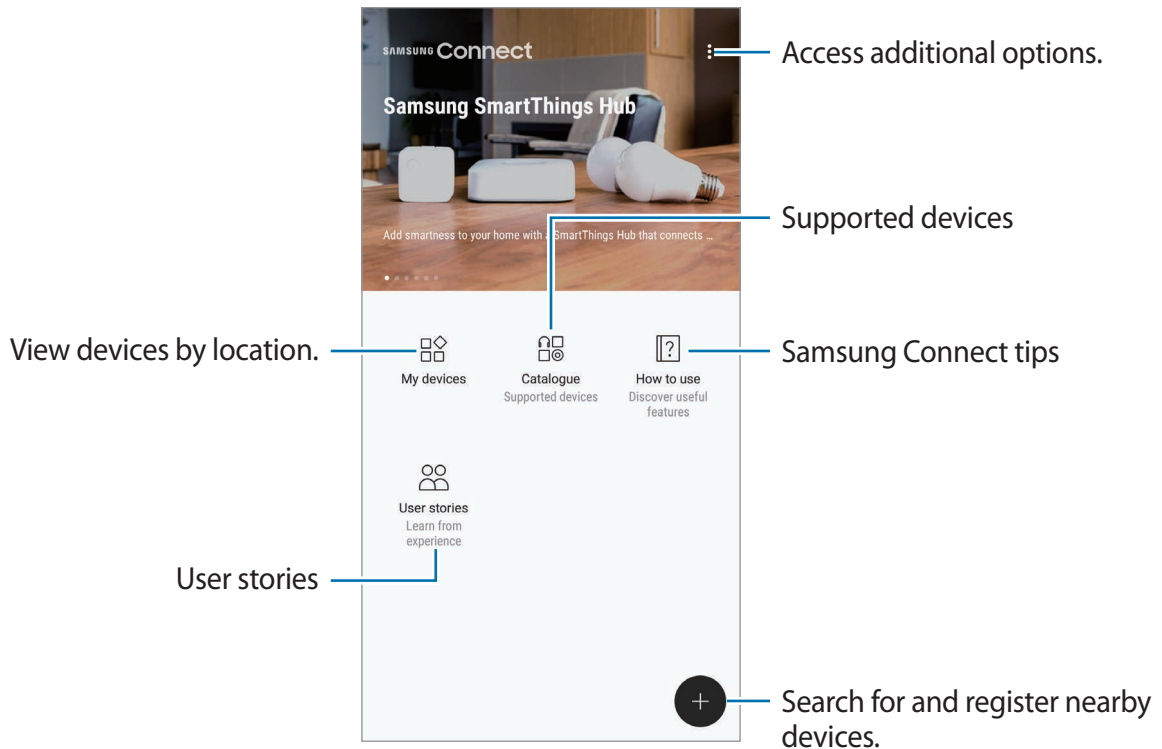 SAMSUNG Connect
Access additional options.
Samsung SmartThings Hub
Supported devices
Add smartness to your home with a SmartThings Hub that connects ...
View devices by location.
Samsung Connect tips
My devices
Catalogue
Supported devices
How to use
Discover useful
features
User stories
Learn from
experience
User stories
Search for and register nearby
devices.